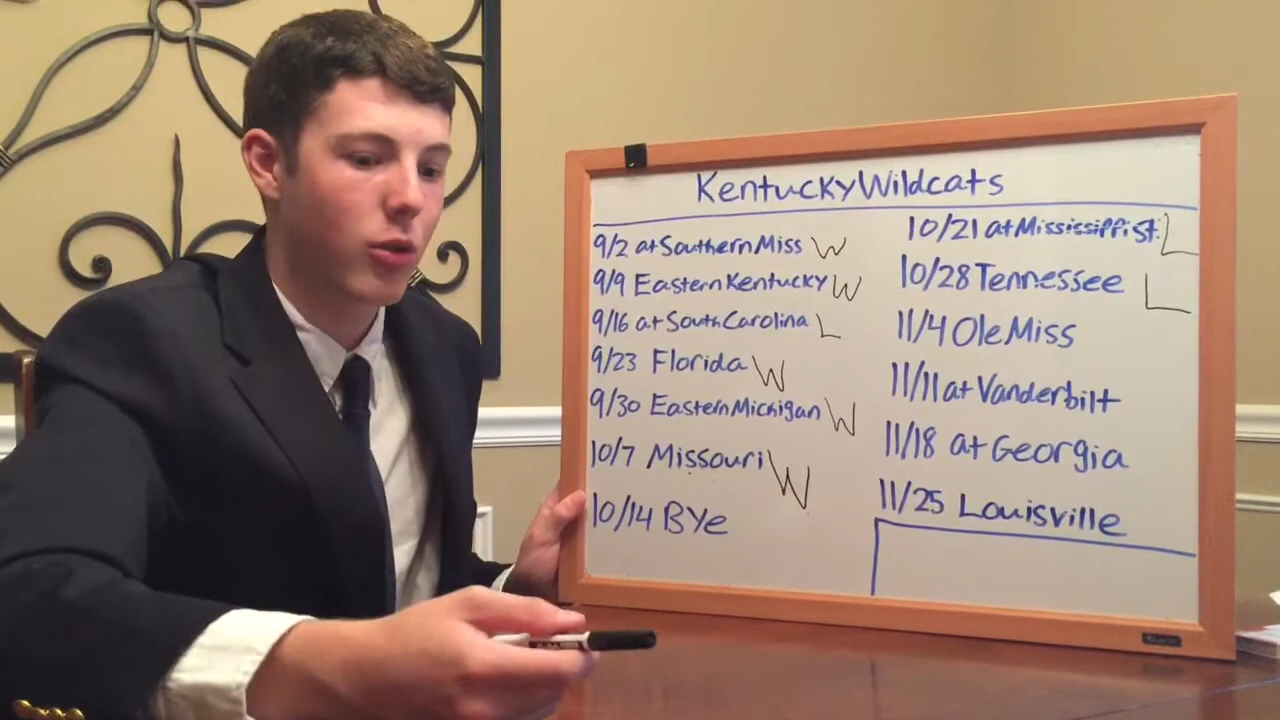 Kentucky Wildcats
9/2 at Southern Miss W
9/9 Eastern Kentucky W
9/16 at South Carolina L
9/23 Florida W
9/30 Eastern Michigan W
10/7 Missouri W
10/14 BYe
10/21 at Mississippi St. L
10/28 Tennessee L
11/4 Ole Miss
11/11 at Vanderbilt
11/18 at Georgia
11/25 Louisville